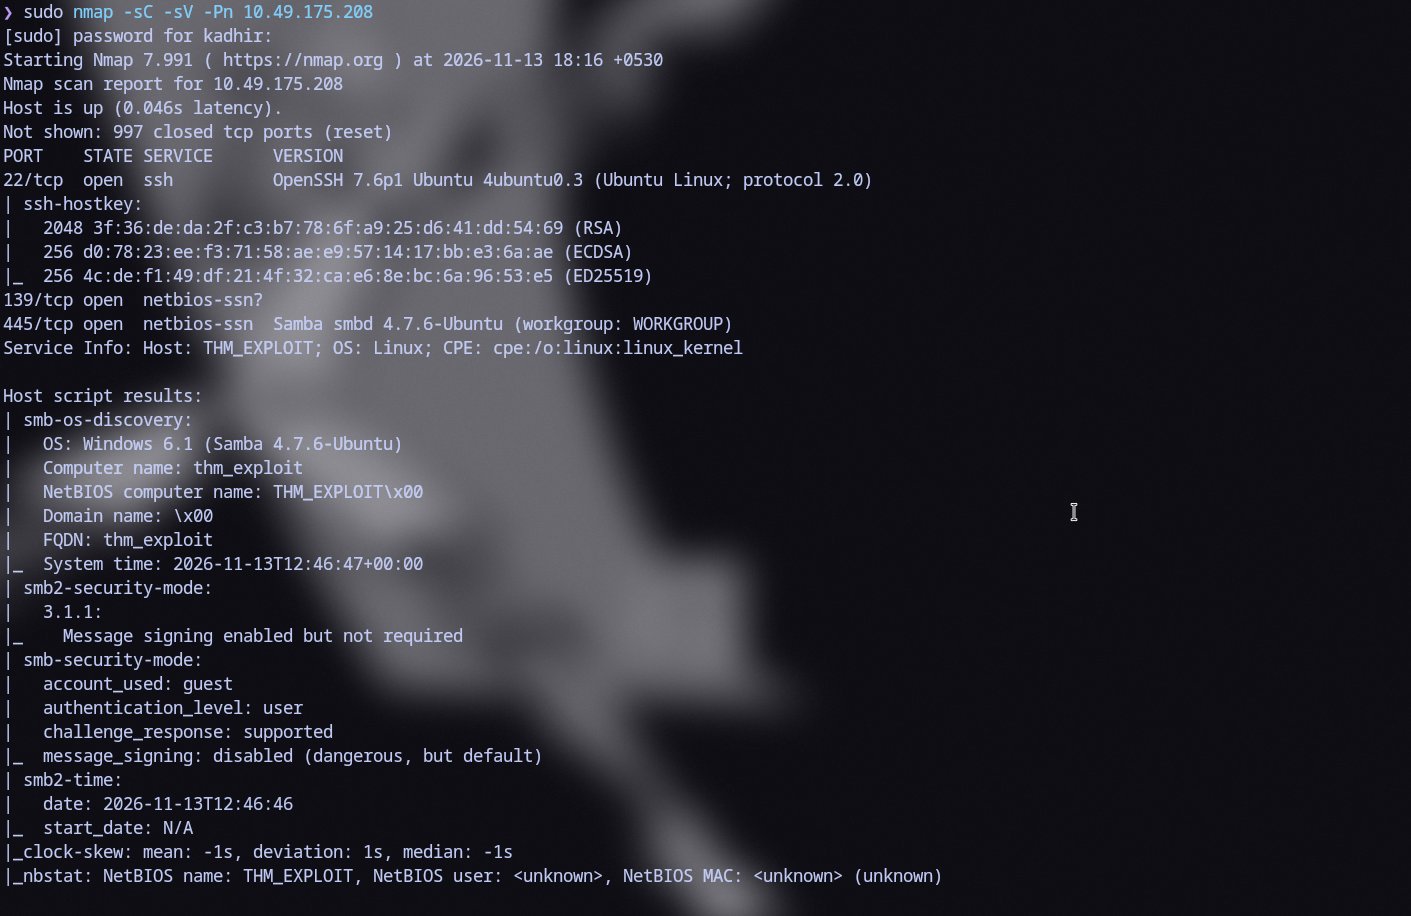 ❯ sudo nmap -sC -sV -Pn 10.49.175.208
[sudo] password for kadhir:
Starting Nmap 7.991 ( https://nmap.org ) at 2026-11-13 18:16 +0530
Nmap scan report for 10.49.175.208
Host is up (0.046s latency).
Not shown: 997 closed tcp ports (reset)
PORT    STATE SERVICE      VERSION
22/tcp  open  ssh          OpenSSH 7.6p1 Ubuntu 4ubuntu0.3 (Ubuntu Linux; protocol 2.0)
| ssh-hostkey:
|   2048 3f:36:de:da:2f:c3:b7:78:6f:a9:25:d6:41:dd:54:69 (RSA)
|   256 d0:78:23:ee:f3:71:58:ae:e9:57:14:17:bb:e3:6a:ae (ECDSA)
|_  256 4c:de:f1:49:df:21:4f:32:ca:e6:8e:bc:6a:96:53:e5 (ED25519)
139/tcp open  netbios-ssn?
445/tcp open  netbios-ssn  Samba smbd 4.7.6-Ubuntu (workgroup: WORKGROUP)
Service Info: Host: THM_EXPLOIT; OS: Linux; CPE: cpe:/o:linux:linux_kernel

Host script results:
| smb-os-discovery:
|   OS: Windows 6.1 (Samba 4.7.6-Ubuntu)
|   Computer name: thm_exploit
|   NetBIOS computer name: THM_EXPLOIT\x00
|   Domain name: \x00
|   FQDN: thm_exploit
|_  System time: 2026-11-13T12:46:47+00:00
| smb2-security-mode:
|   3.1.1:
|_    Message signing enabled but not required
| smb-security-mode:
|   account_used: guest
|   authentication_level: user
|   challenge_response: supported
|_  message_signing: disabled (dangerous, but default)
| smb2-time:
|   date: 2026-11-13T12:46:46
|_  start_date: N/A
|_clock-skew: mean: -1s, deviation: 1s, median: -1s
|_nbstat: NetBIOS name: THM_EXPLOIT, NetBIOS user: <unknown>, NetBIOS MAC: <unknown> (unknown)